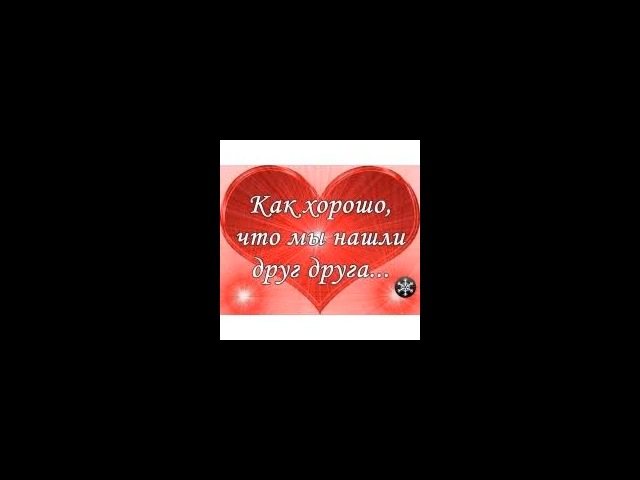 Как хорошо,
что мы нашли
друг друга...